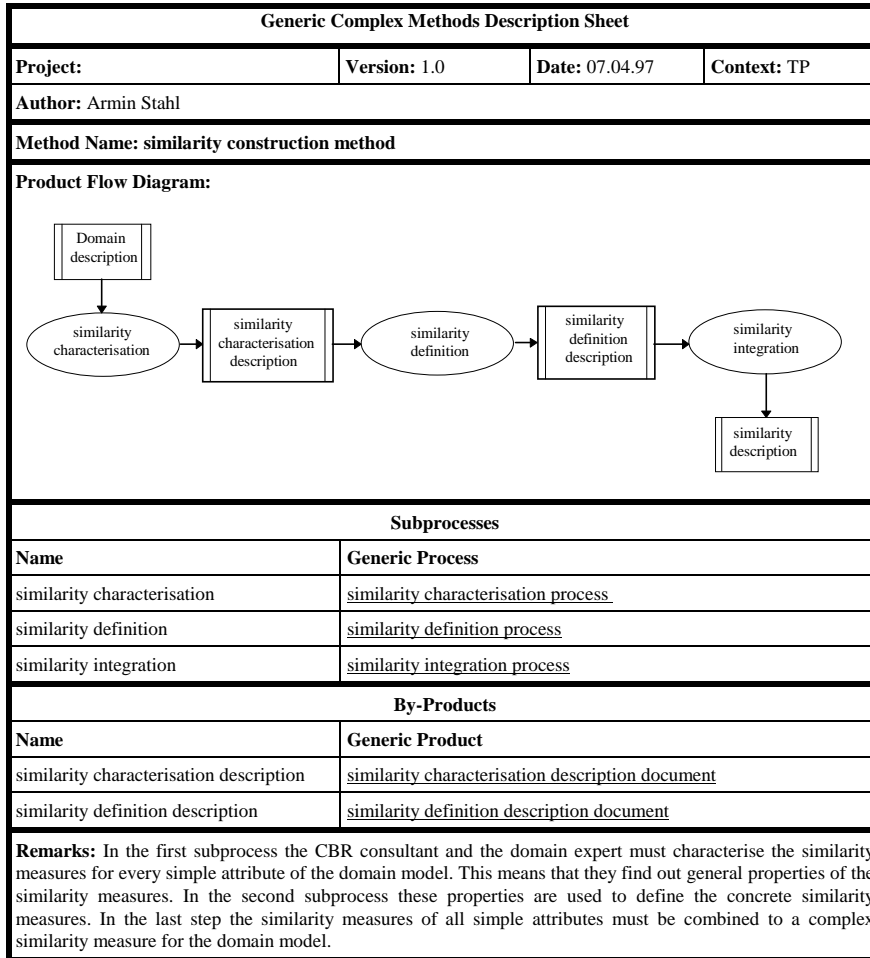 Generic Complex Methods Description Sheet
Project: Version: 1.0 Date: 07.04.97 Context: TP
Author: Armin Stahl
Method Name: similarity construction method
Product Flow Diagram:
Domain
description
similarity
characterisation
similarity
characterisation
description
similarity
definition
similarity
definition
description
similarity
integration
similarity
description
Subprocesses
Name Generic Process
similarity characterisation similarity characterisation process
similarity definition similarity definition process
similarity integration similarity integration process
By-Products
Name Generic Product
similarity characterisation description similarity characterisation description document
similarity definition description similarity definition description document
Remarks: In the first subprocess the CBR consultant and the domain expert must characterise the similarity
measures for every simple attribute of the domain model. This means that they find out general properties of the
similarity measures. In the second subprocess these properties are used to define the concrete similarity
measures. In the last step the similarity measures of all simple attributes must be combined to a complex
similarity measure for the domain model.